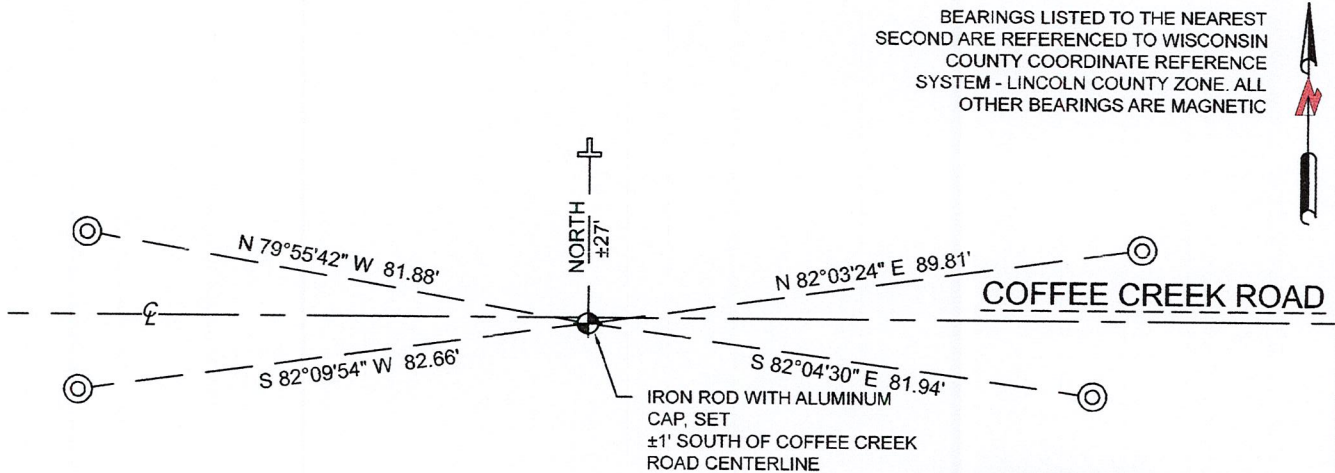 BEARINGS LISTED TO THE NEAREST
SECOND ARE REFERENCED TO WISCONSIN
COUNTY COORDINATE REFERENCE
SYSTEM - LINCOLN COUNTY ZONE. ALL
OTHER BEARINGS ARE MAGNETIC
N
NORTH
±27'
N 79°55'42" W 81.88'
N 82°03'24" E 89.81'
COFFEE CREEK ROAD
℄
S 82°09'54" W 82.66'
S 82°04'30" E 81.94'
IRON ROD WITH ALUMINUM
CAP, SET
±1' SOUTH OF COFFEE CREEK
ROAD CENTERLINE